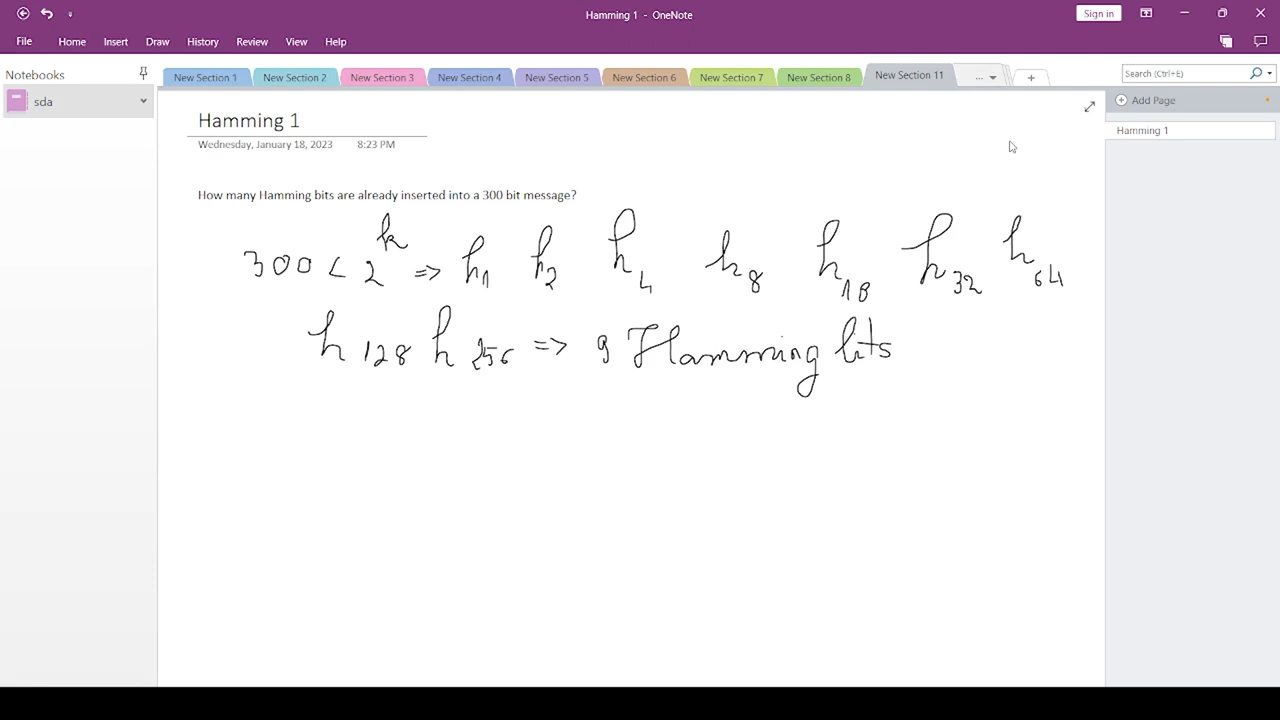 Hamming 1 - OneNote
Sign in
File Home Insert Draw History Review View Help
Notebooks
New Section 1 New Section 2 New Section 3 New Section 4 New Section 5 New Section 6 New Section 7 New Section 8 New Section 11 ... +
Search (Ctrl+E)
sda
Add Page
Hamming 1
Hamming 1
Wednesday, January 18, 2023 8:23 PM
How many Hamming bits are already inserted into a 300 bit message?
300 < 2^k => h1 h2 h4 h8 h18 h32 h64
h128 h256 => 9 Hamming bits